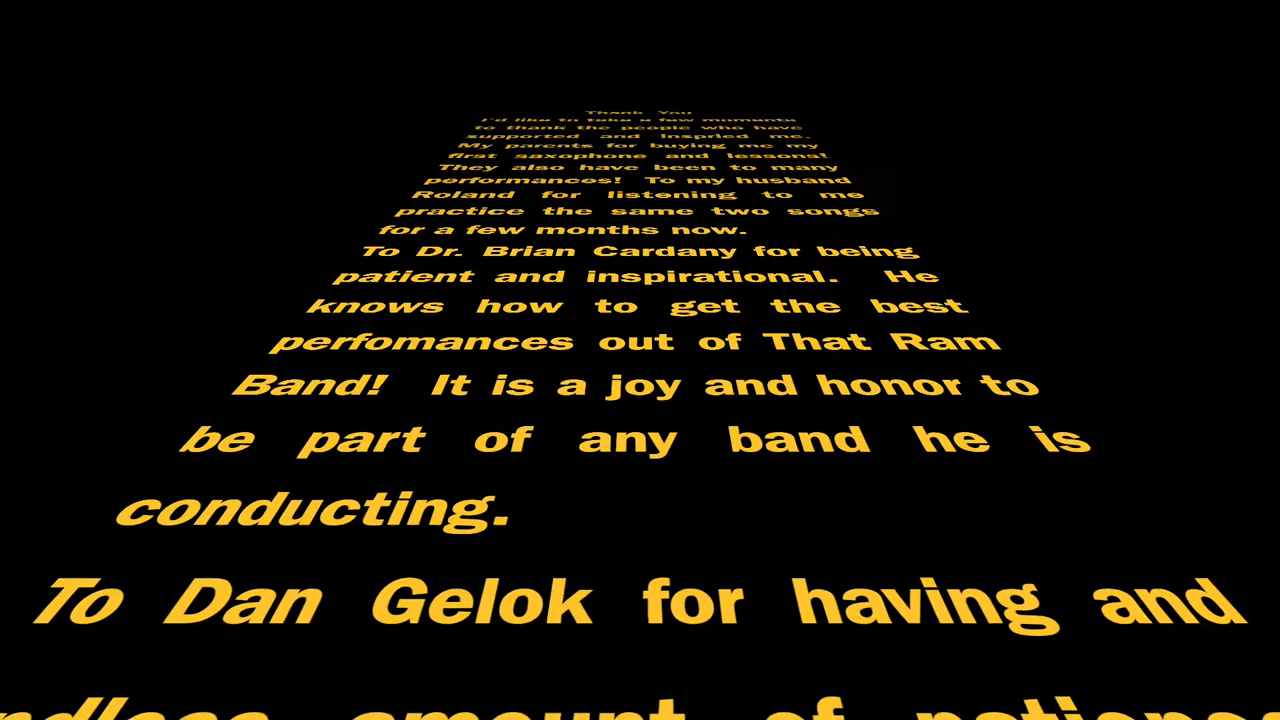 Thank You
I'd like to take a few moments
to thank the people who have
supported and inspried me.
My parents for buying me my
first saxophone and lessons!
They also have been to many
performances! To my husband
Roland for listening to me
practice the same two songs
for a few months now.
To Dr. Brian Cardany for being
patient and inspirational. He
knows how to get the best
perfomances out of That Ram
Band! It is a joy and honor to
be part of any band he is
conducting.
To Dan Gelok for having and
amount of